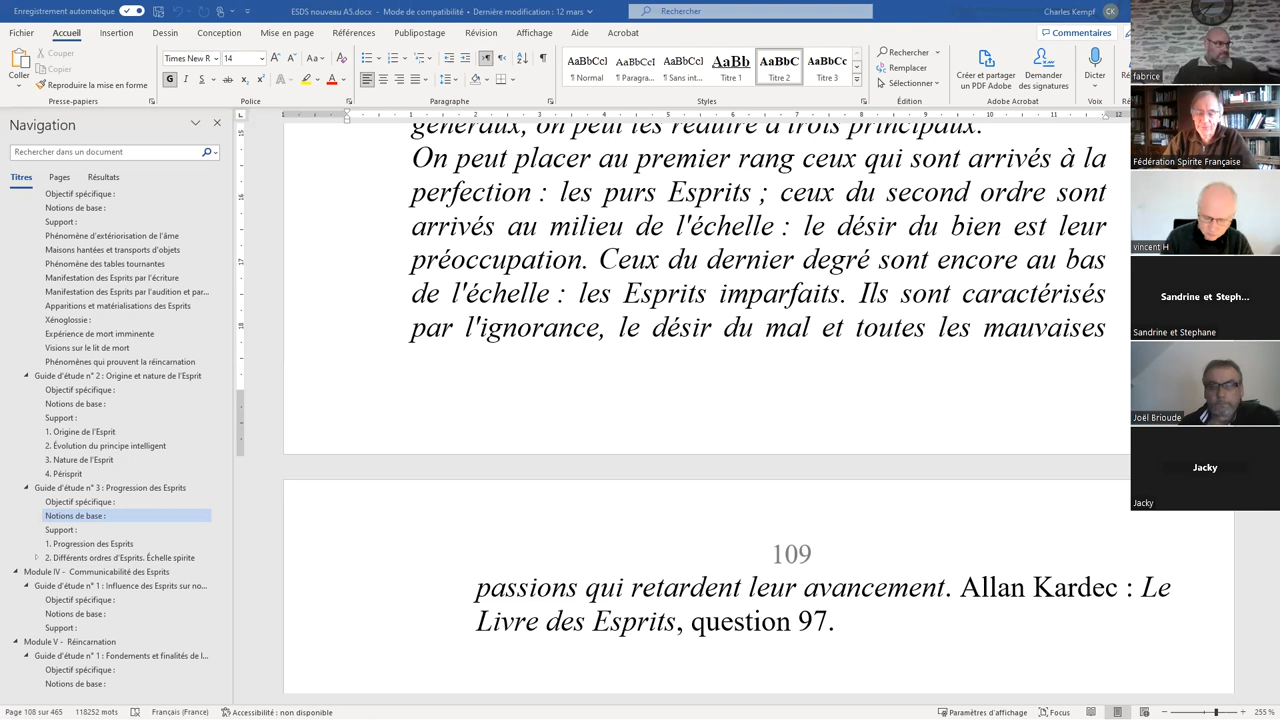 Enregistrement automatique
ESDS nouveau A5.docx - Mode de compatibilité • Dernière modification : 12 mars
Rechercher
Charles Kempf
CK
Fichier Accueil Insertion Dessin Conception Mise en page Références Publipostage Révision Affichage Aide Acrobat
Commentaires
Coller
Couper
Copier
Reproduire la mise en forme
Presse-papiers
Times New R
14
Police
Paragraphe
AaBbCcI AaBbCcI AaBbCcI AaBb AaBbC AaBbCc
¶ Normal ¶ Paragra... ¶ Sans int... Titre 1 Titre 2 Titre 3
Styles
Rechercher
Remplacer
Sélectionner
Édition
Créer et partager un PDF Adobe
Demander des signatures
Adobe Acrobat
Dicter
Voix
Navigation
Rechercher dans un document
Titres Pages Résultats
Objectif spécifique :
Notions de base :
Support :
Phénomène d'extériorisation de l'âme
Maisons hantées et transports d'objets
Phénomène des tables tournantes
Manifestation des Esprits par l'écriture
Manifestation des Esprits par l'audition et par...
Apparitions et matérialisations des Esprits
Xénoglossie :
Expérience de mort imminente
Visions sur le lit de mort
Phénomènes qui prouvent la réincarnation
Guide d'étude n° 2 : Origine et nature de l'Esprit
Objectif spécifique :
Notions de base :
Support :
1. Origine de l'Esprit
2. Évolution du principe intelligent
3. Nature de l'Esprit
4. Périsprit
Guide d'étude n° 3 : Progression des Esprits
Objectif spécifique :
Notions de base :
Support :
1. Progression des Esprits
2. Différents ordres d'Esprits. Échelle spirite
Module IV - Communicabilité des Esprits
Guide d'étude n° 1 : Influence des Esprits sur no...
Objectif spécifique :
Notions de base :
Support :
Module V - Réincarnation
Guide d'étude n° 1 : Fondements et finalités de l...
Objectif spécifique :
Notions de base :
généraux, on peut les réduire à trois principaux.
On peut placer au premier rang ceux qui sont arrivés à la
perfection : les purs Esprits ; ceux du second ordre sont
arrivés au milieu de l'échelle : le désir du bien est leur
préoccupation. Ceux du dernier degré sont encore au bas
de l'échelle : les Esprits imparfaits. Ils sont caractérisés
par l'ignorance, le désir du mal et toutes les mauvaises
109
passions qui retardent leur avancement. Allan Kardec : Le
Livre des Esprits, question 97.
fabrice
Fédération Spirite Française
vincent H
Sandrine et Steph...
Sandrine et Stephane
Joël Brioude
Jacky
Jacky
Page 108 sur 465 118252 mots Français (France) Accessibilité : non disponible
Paramètres d'affichage Focus 255 %